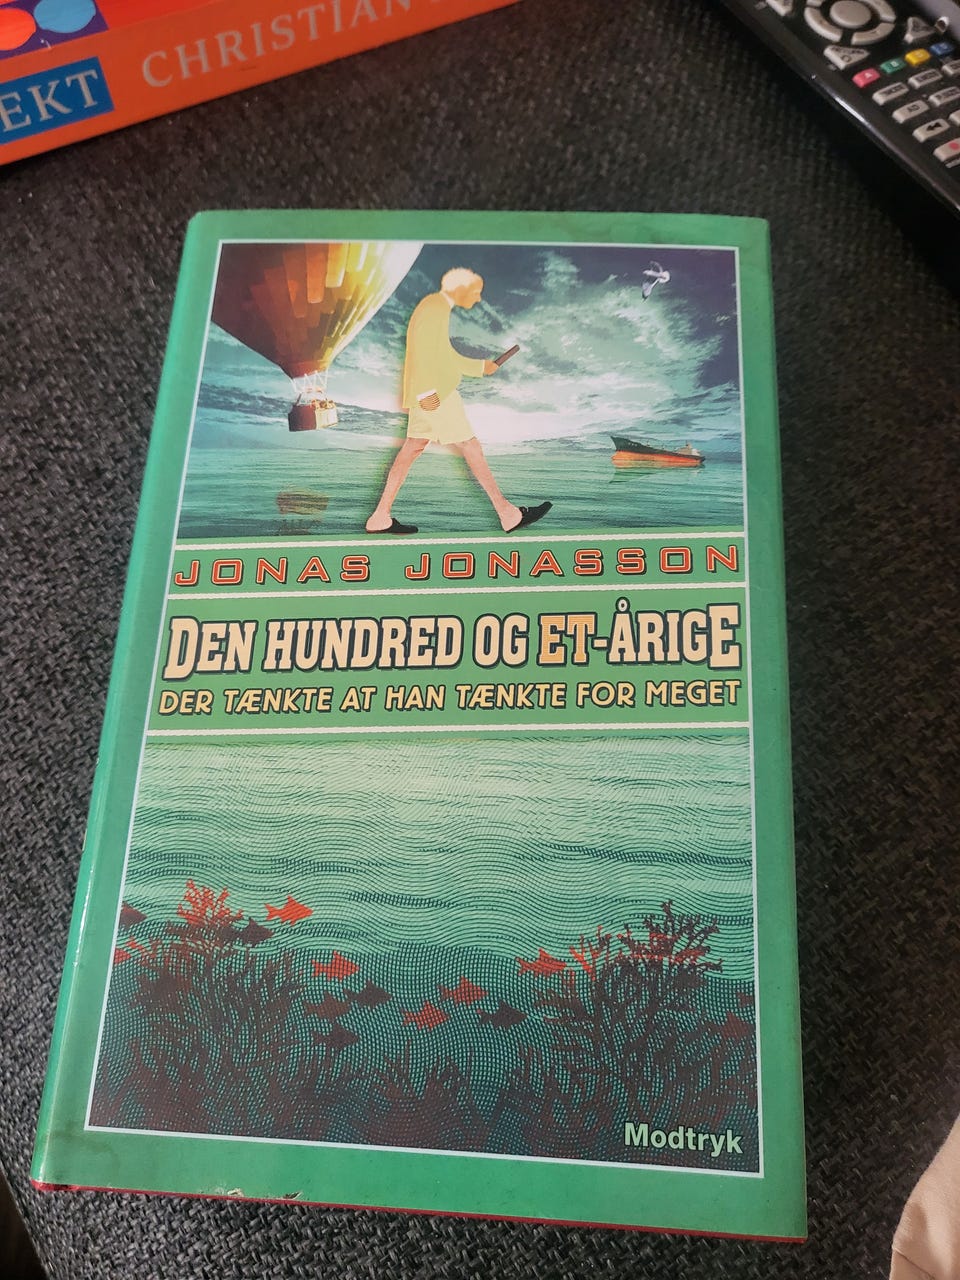 EKT CHRISTIAN
JONAS JONASSON
DEN HUNDRED OG ET-ÅRIGE
DER TÆNKTE AT HAN TÆNKTE FOR MEGET
Modtryk